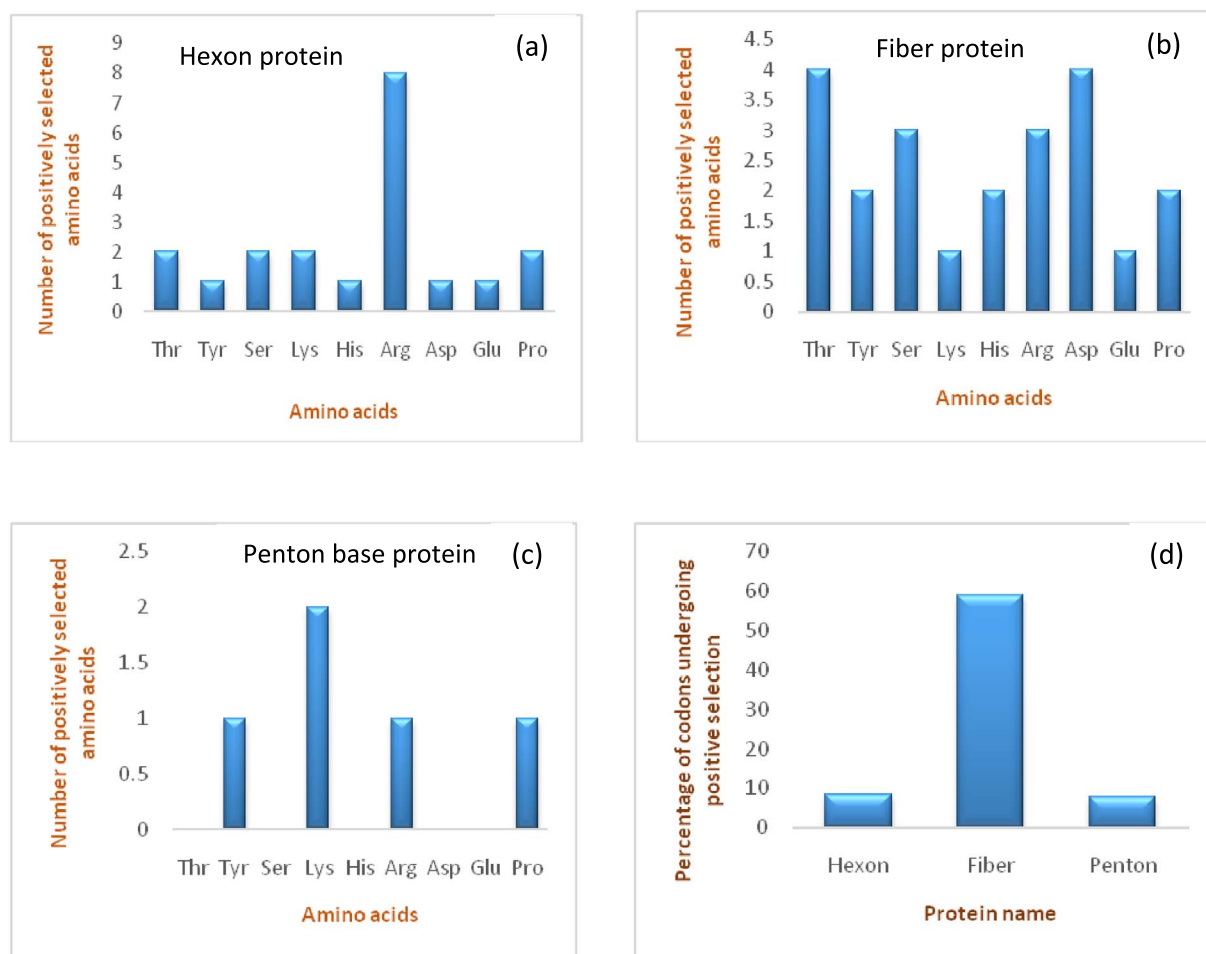 Hexon protein
(a)
Number of positively selected
amino acids
9
8
7
6
5
4
3
2
1
0
Thr Tyr Ser Lys His Arg Asp Glu Pro
Amino acids
Fiber protein
(b)
Number of positively selected
amino acids
4.5
4
3.5
3
2.5
2
1.5
1
0.5
0
Thr Tyr Ser Lys His Arg Asp Glu Pro
Amino acids
Penton base protein
(c)
Number of positively selected
amino acids
2.5
2
1.5
1
0.5
0
Thr Tyr Ser Lys His Arg Asp Glu Pro
Amino acids
(d)
Percentage of codons undergoing
positive selection
70
60
50
40
30
20
10
0
Hexon Fiber Penton
Protein name